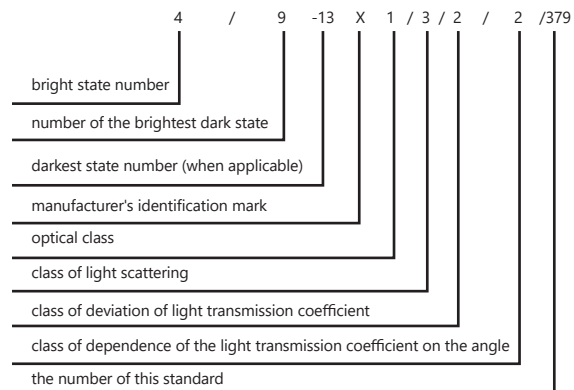 4 / 9 -13 X 1 / 3 / 2 / 2 /379
bright state number
number of the brightest dark state
darkest state number (when applicable)
manufacturer's identification mark
optical class
class of light scattering
class of deviation of light transmission coefficient
class of dependence of the light transmission coefficient on the angle
the number of this standard